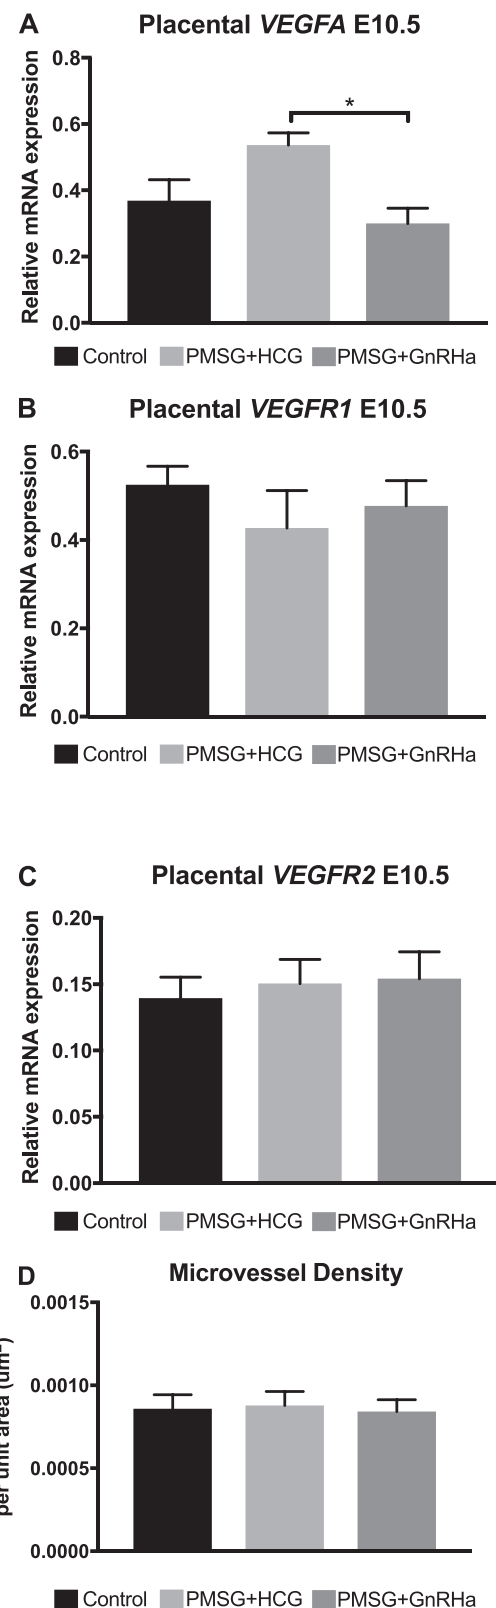 A
Placental VEGFA E10.5
Relative mRNA expression
0.8
0.6
0.4
0.2
0.0
*
Control PMSG+HCG PMSG+GnRHa
B
Placental VEGFR1 E10.5
Relative mRNA expression
0.6
0.4
0.2
0.0
Control PMSG+HCG PMSG+GnRHa
C
Placental VEGFR2 E10.5
Relative mRNA expression
0.20
0.15
0.10
0.05
0.00
Control PMSG+HCG PMSG+GnRHa
D
Microvessel Density
per unit area (um²)
0.0015
0.0010
0.0005
0.0000
Control PMSG+HCG PMSG+GnRHa